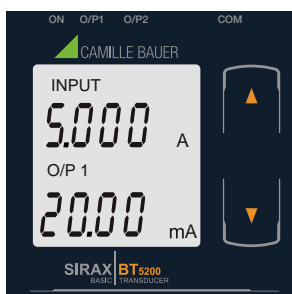 ON O/P1 O/P2 COM
CAMILLE BAUER
INPUT
5.000 A
O/P 1
20.00 mA
SIRAX BT5200
BASIC TRANSDUCER